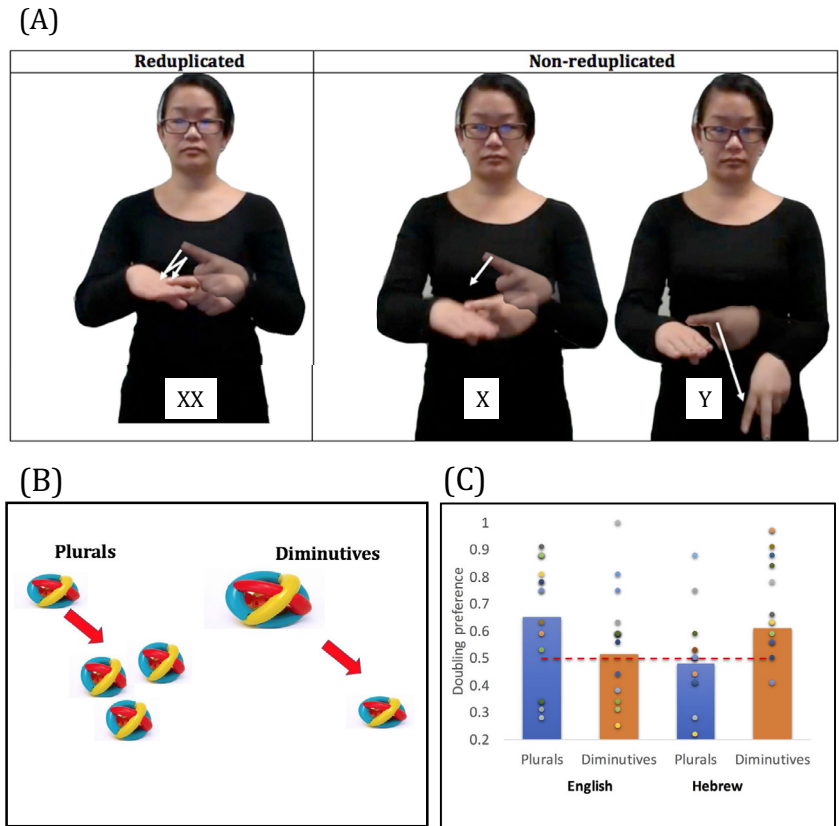 (A)
Reduplicated
Non-reduplicated
XX
X
Y
(B)
Plurals
Diminutives
(C)
Doubling preference
1
0.9
0.8
0.7
0.6
0.5
0.4
0.3
0.2
Plurals Diminutives Plurals Diminutives
English Hebrew